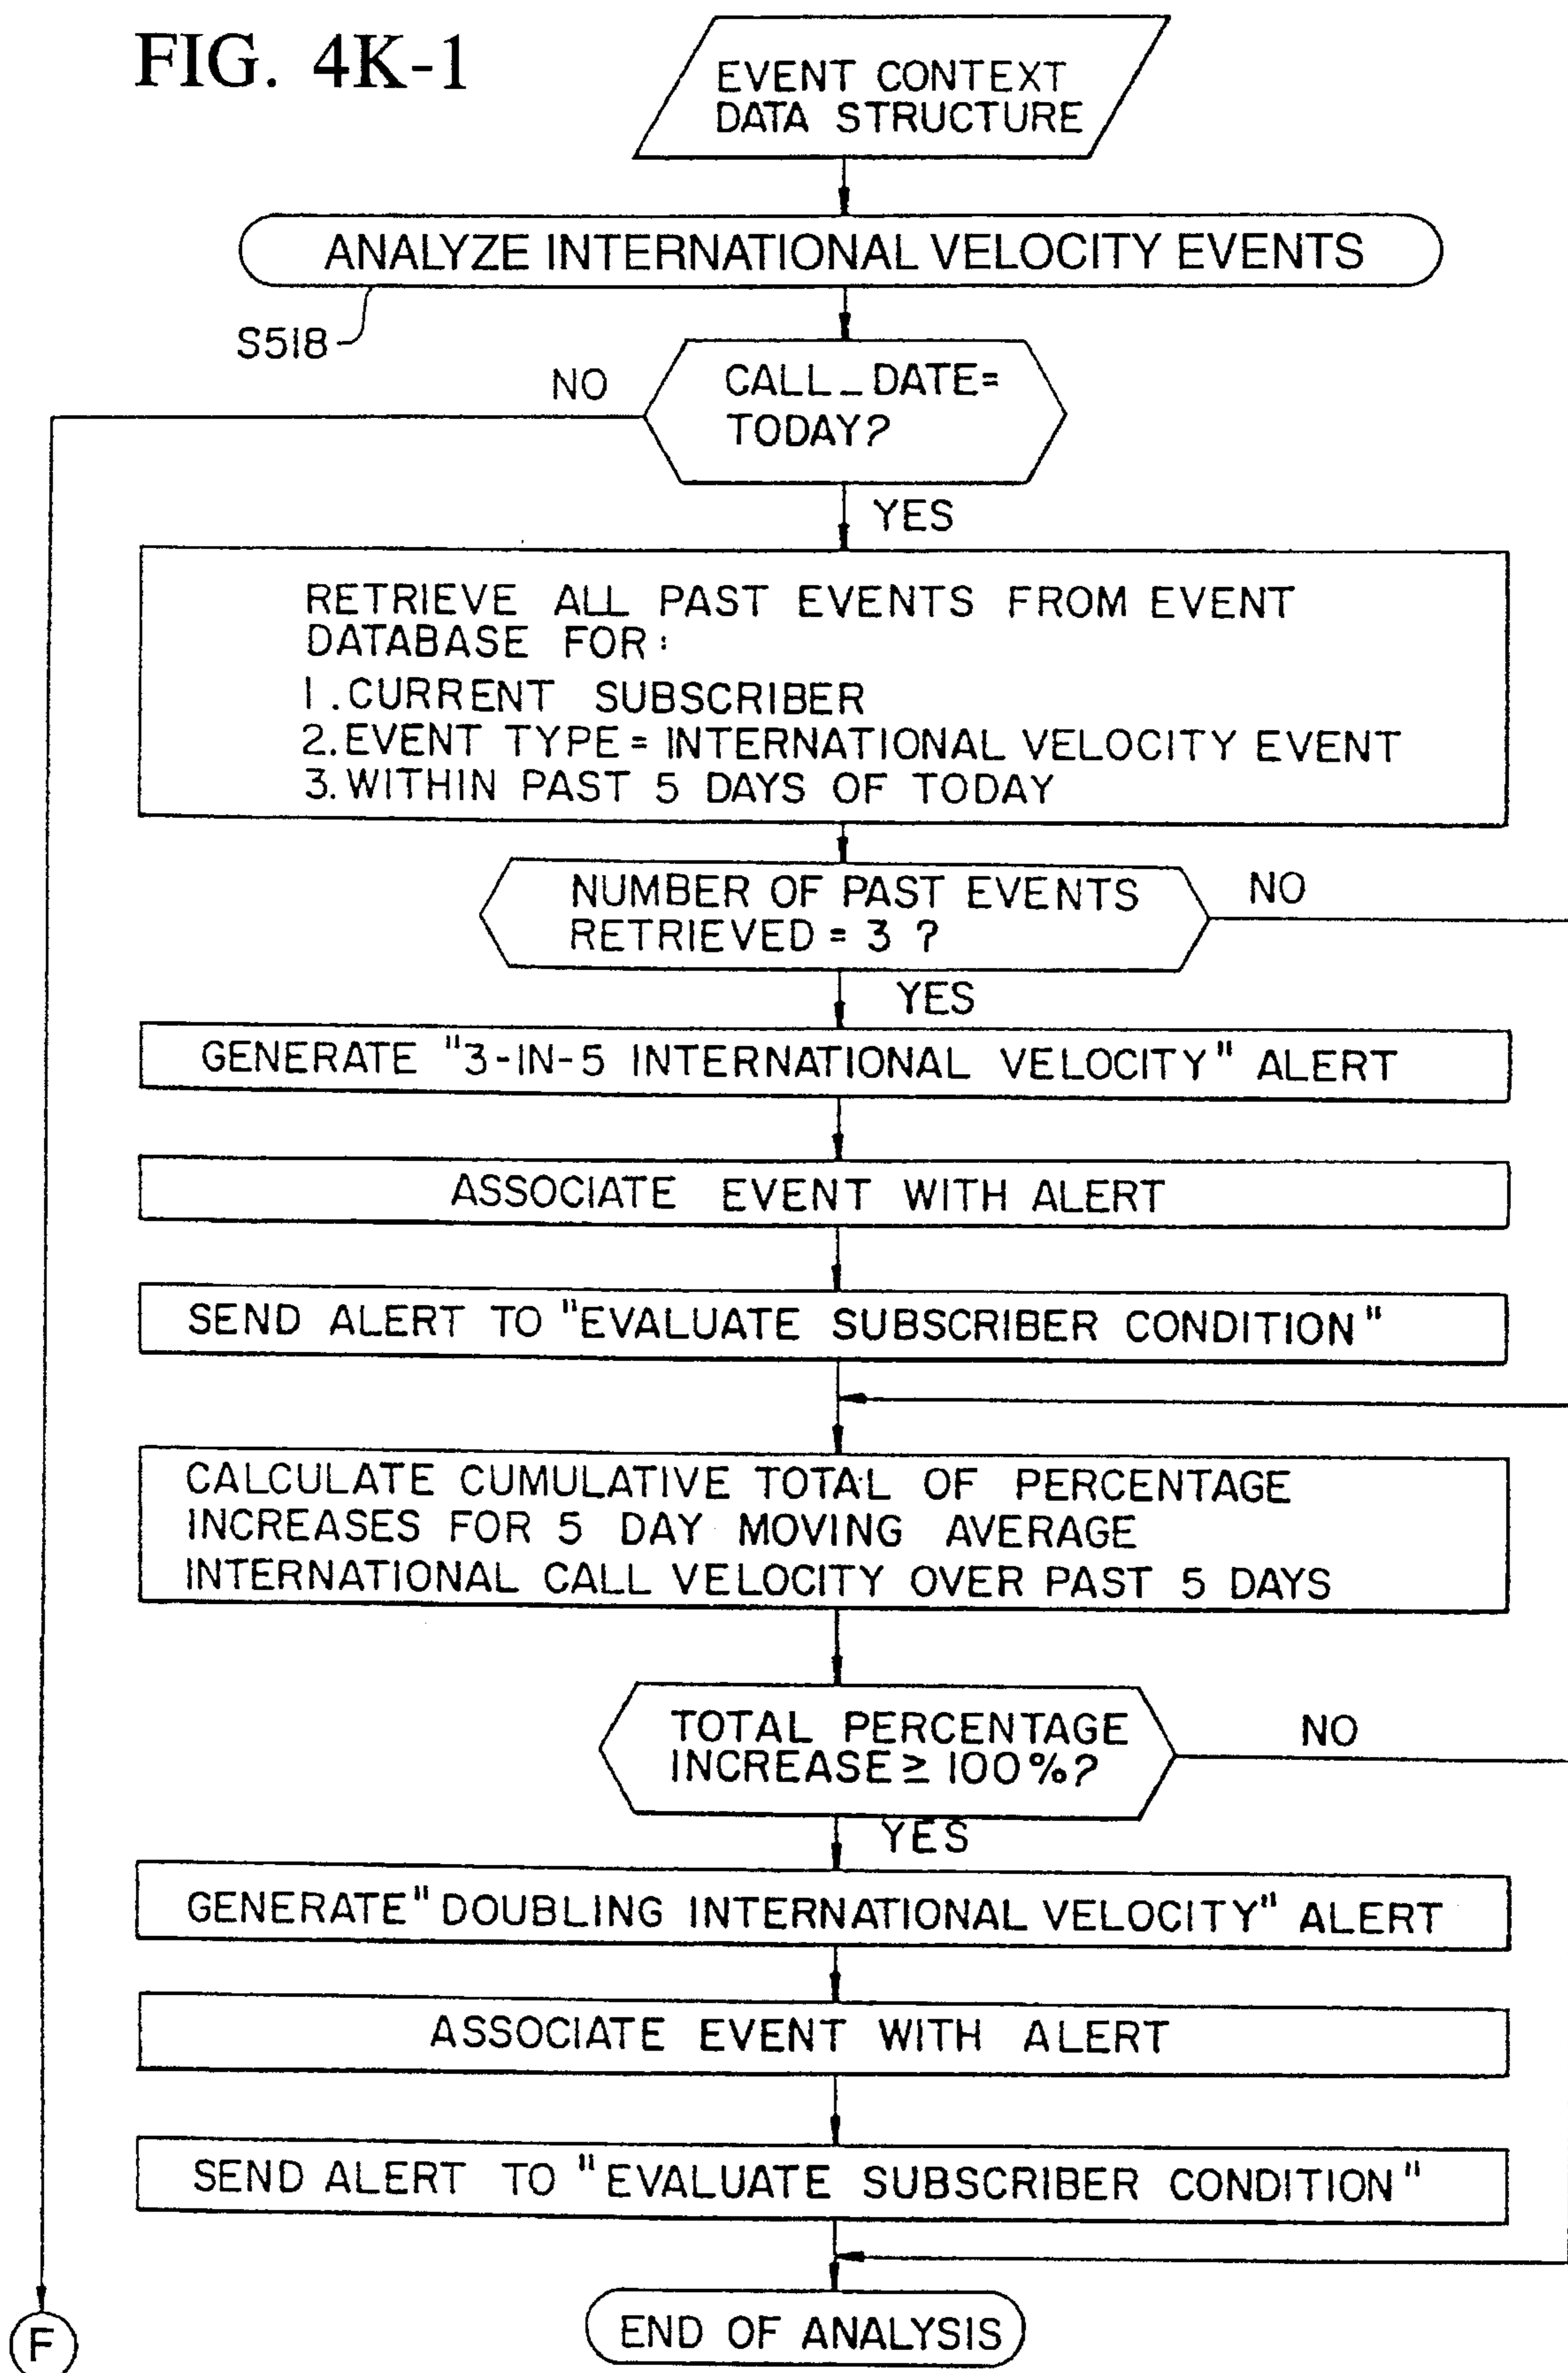 FIG. 4K-1
EVENT CONTEXT
DATA STRUCTURE
ANALYZE INTERNATIONAL VELOCITY EVENTS
S518
NO
CALL_DATE=
TODAY?
YES
RETRIEVE ALL PAST EVENTS FROM EVENT
DATABASE FOR:
1. CURRENT SUBSCRIBER
2. EVENT TYPE = INTERNATIONAL VELOCITY EVENT
3. WITHIN PAST 5 DAYS OF TODAY
NUMBER OF PAST EVENTS
RETRIEVED = 3 ?
NO
YES
GENERATE "3-IN-5 INTERNATIONAL VELOCITY" ALERT
ASSOCIATE EVENT WITH ALERT
SEND ALERT TO "EVALUATE SUBSCRIBER CONDITION"
CALCULATE CUMULATIVE TOTAL OF PERCENTAGE
INCREASES FOR 5 DAY MOVING AVERAGE
INTERNATIONAL CALL VELOCITY OVER PAST 5 DAYS
TOTAL PERCENTAGE
INCREASE ≥ 100%?
NO
YES
GENERATE "DOUBLING INTERNATIONAL VELOCITY" ALERT
ASSOCIATE EVENT WITH ALERT
SEND ALERT TO "EVALUATE SUBSCRIBER CONDITION"
END OF ANALYSIS
F